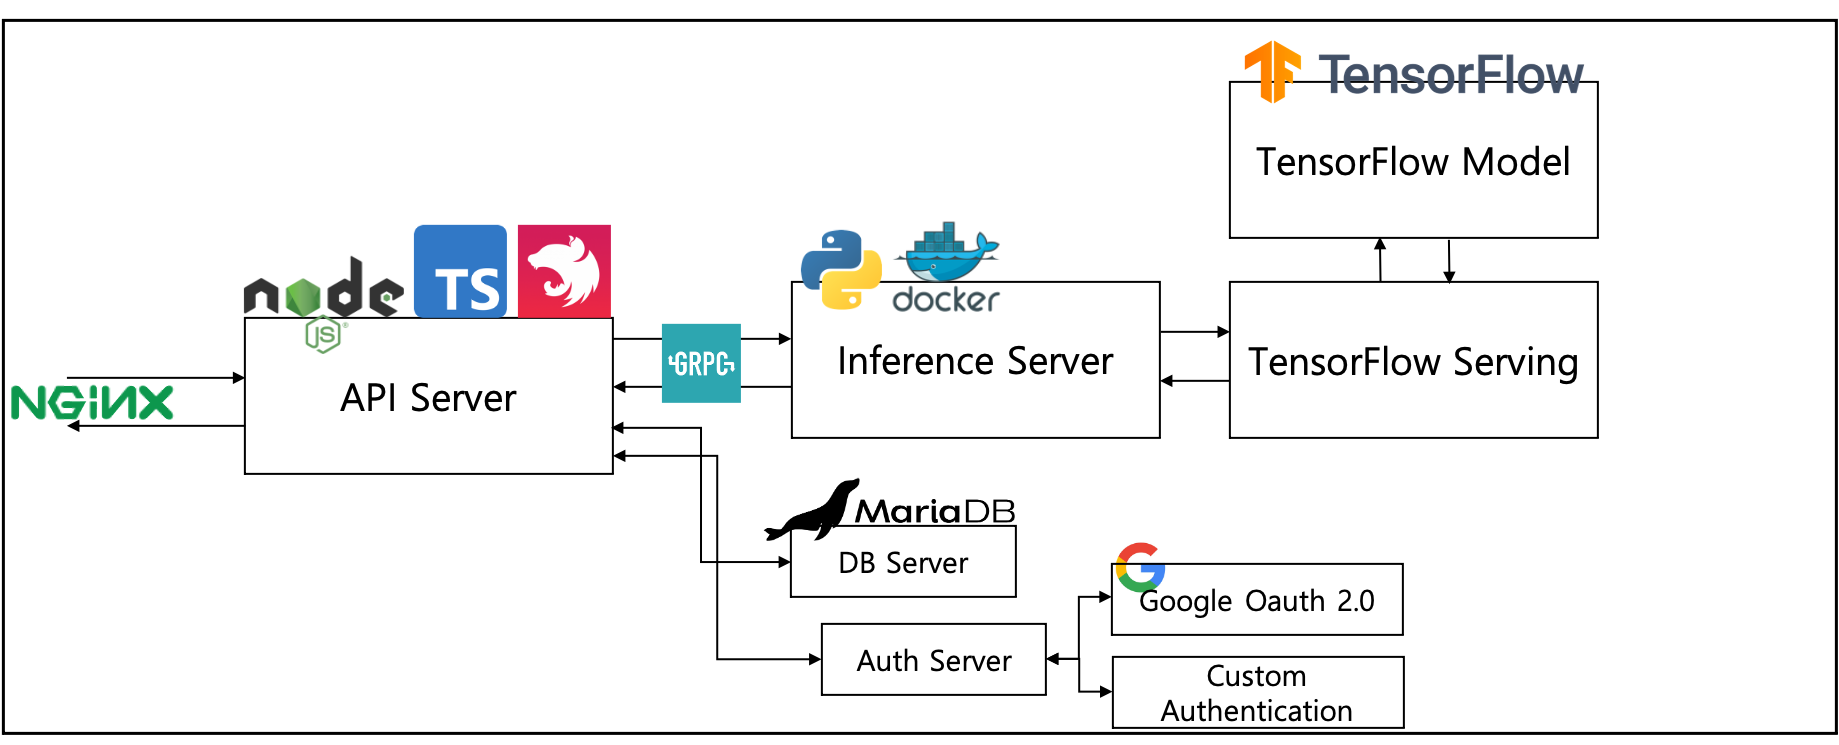 TensorFlow
TensorFlow Model
node
JS
TS
docker
GRPC
NGINX
API Server
Inference Server
TensorFlow Serving
MariaDB
DB Server
Google Oauth 2.0
Auth Server
Custom
Authentication